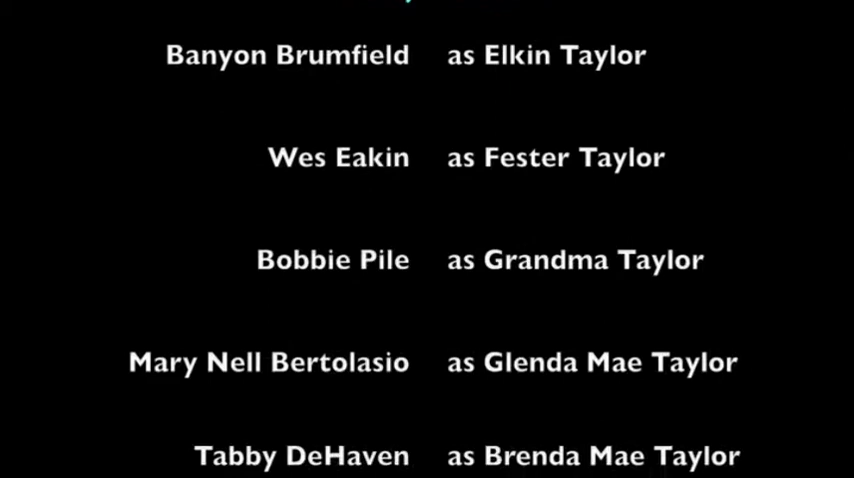 Banyon Brumfield as Elkin Taylor
Wes Eakin as Fester Taylor
Bobbie Pile as Grandma Taylor
Mary Nell Bertolasio as Glenda Mae Taylor
Tabby DeHaven as Brenda Mae Taylor